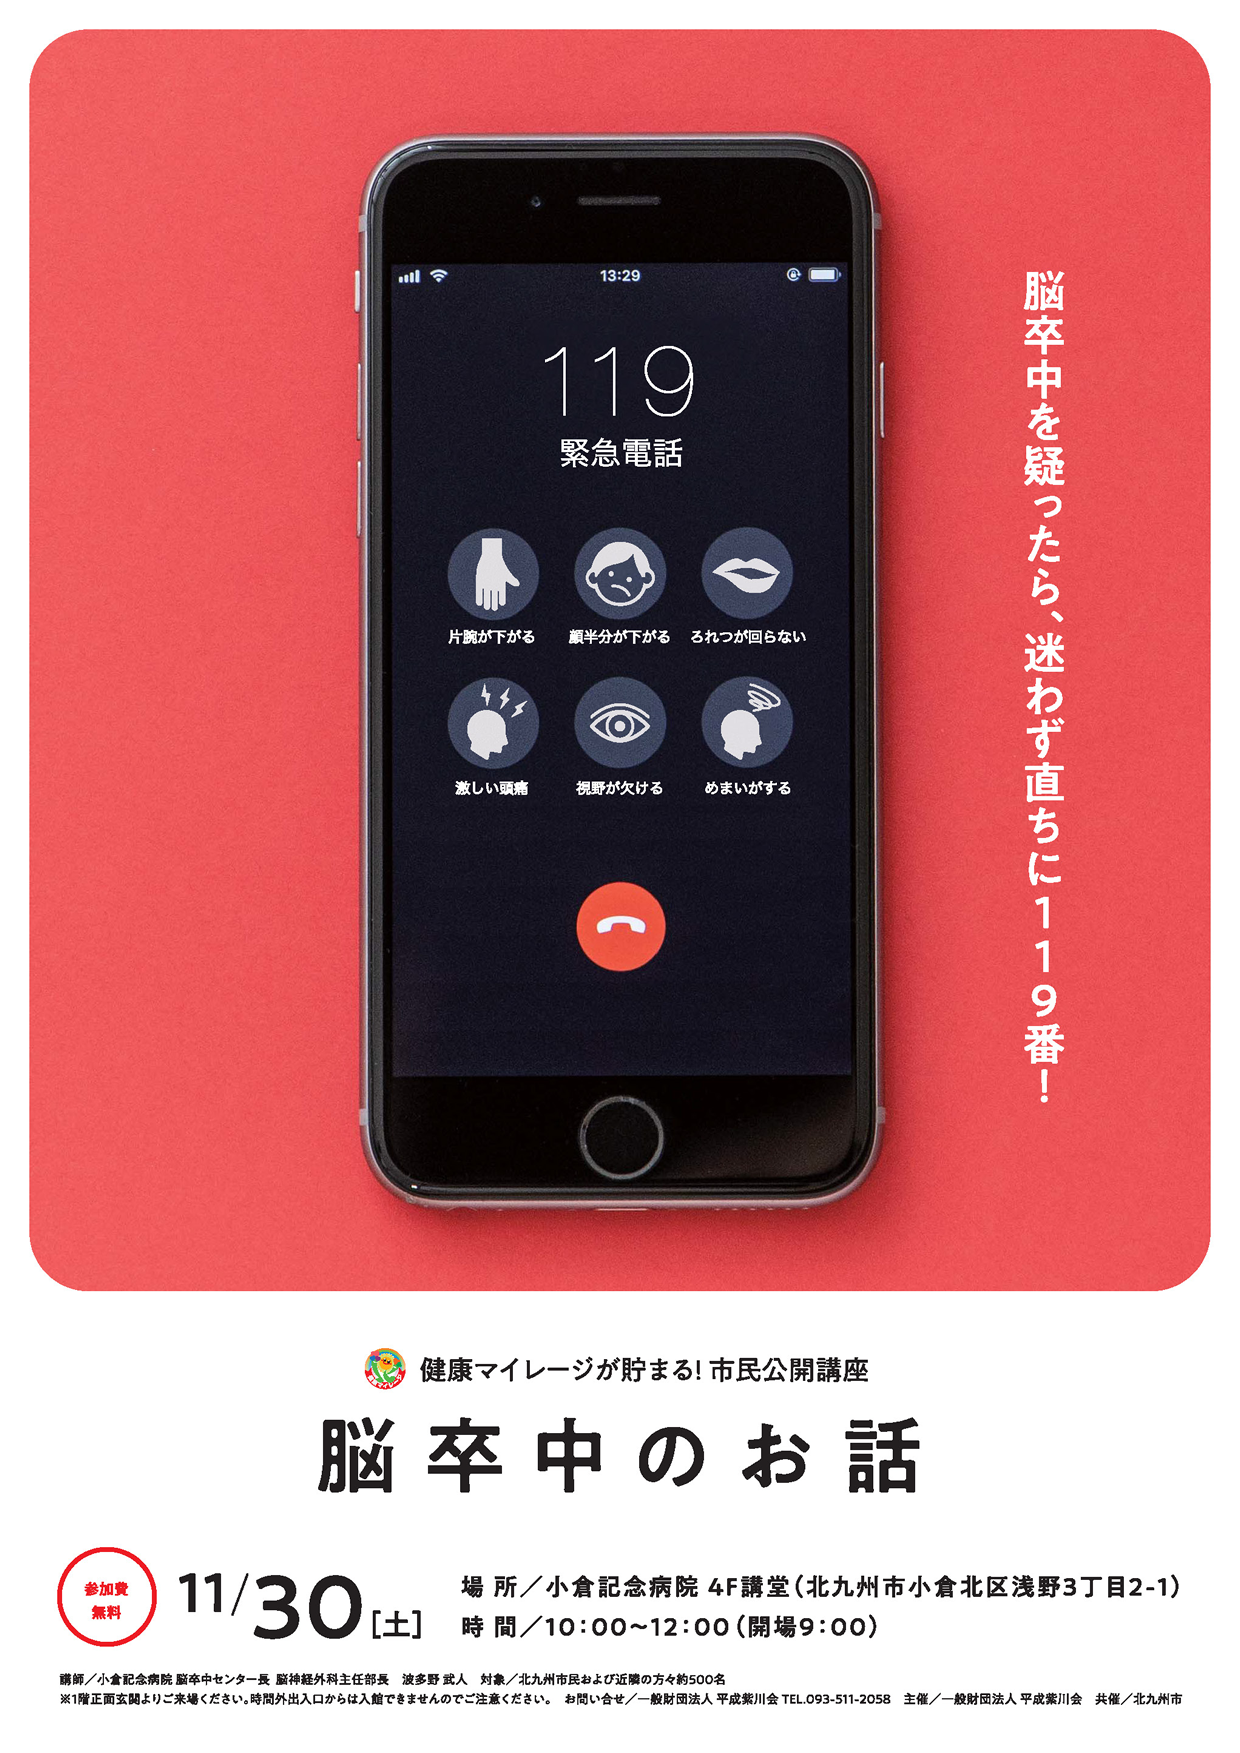 13:29
119
緊急電話
片腕が下がる 顔半分が下がる ろれつが回らない
激しい頭痛 視野が欠ける めまいがする
脳卒中を疑ったら、迷わず直ちに119番!
健康マイレージ
健康マイレージが貯まる! 市民公開講座
脳卒中のお話
参加費
無料
11/30[土]
場 所/小倉記念病院 4F講堂(北九州市小倉北区浅野3丁目2-1)
時 間/10:00~12:00(開場9:00)
講師/小倉記念病院 脳卒中センター長 脳神経外科主任部長 波多野 武人 対象/北九州市民および近隣の方々約500名
※1階正面玄関よりご来場ください。時間外出入口からは入館できませんのでご注意ください。 お問い合せ/一般財団法人 平成紫川会 TEL.093-511-2058 主催/一般財団法人 平成紫川会 共催/北九州市